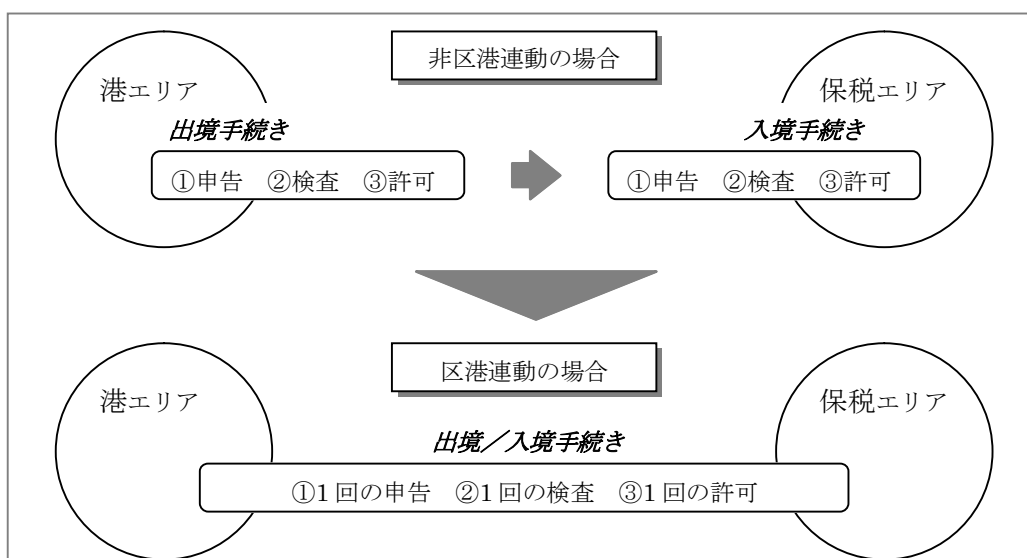 非区港連動の場合
港エリア
保税エリア
出境手続き
入境手続き
①申告 ②検査 ③許可
①申告 ②検査 ③許可
区港連動の場合
港エリア
保税エリア
出境／入境手続き
①1回の申告 ②1回の検査 ③1回の許可